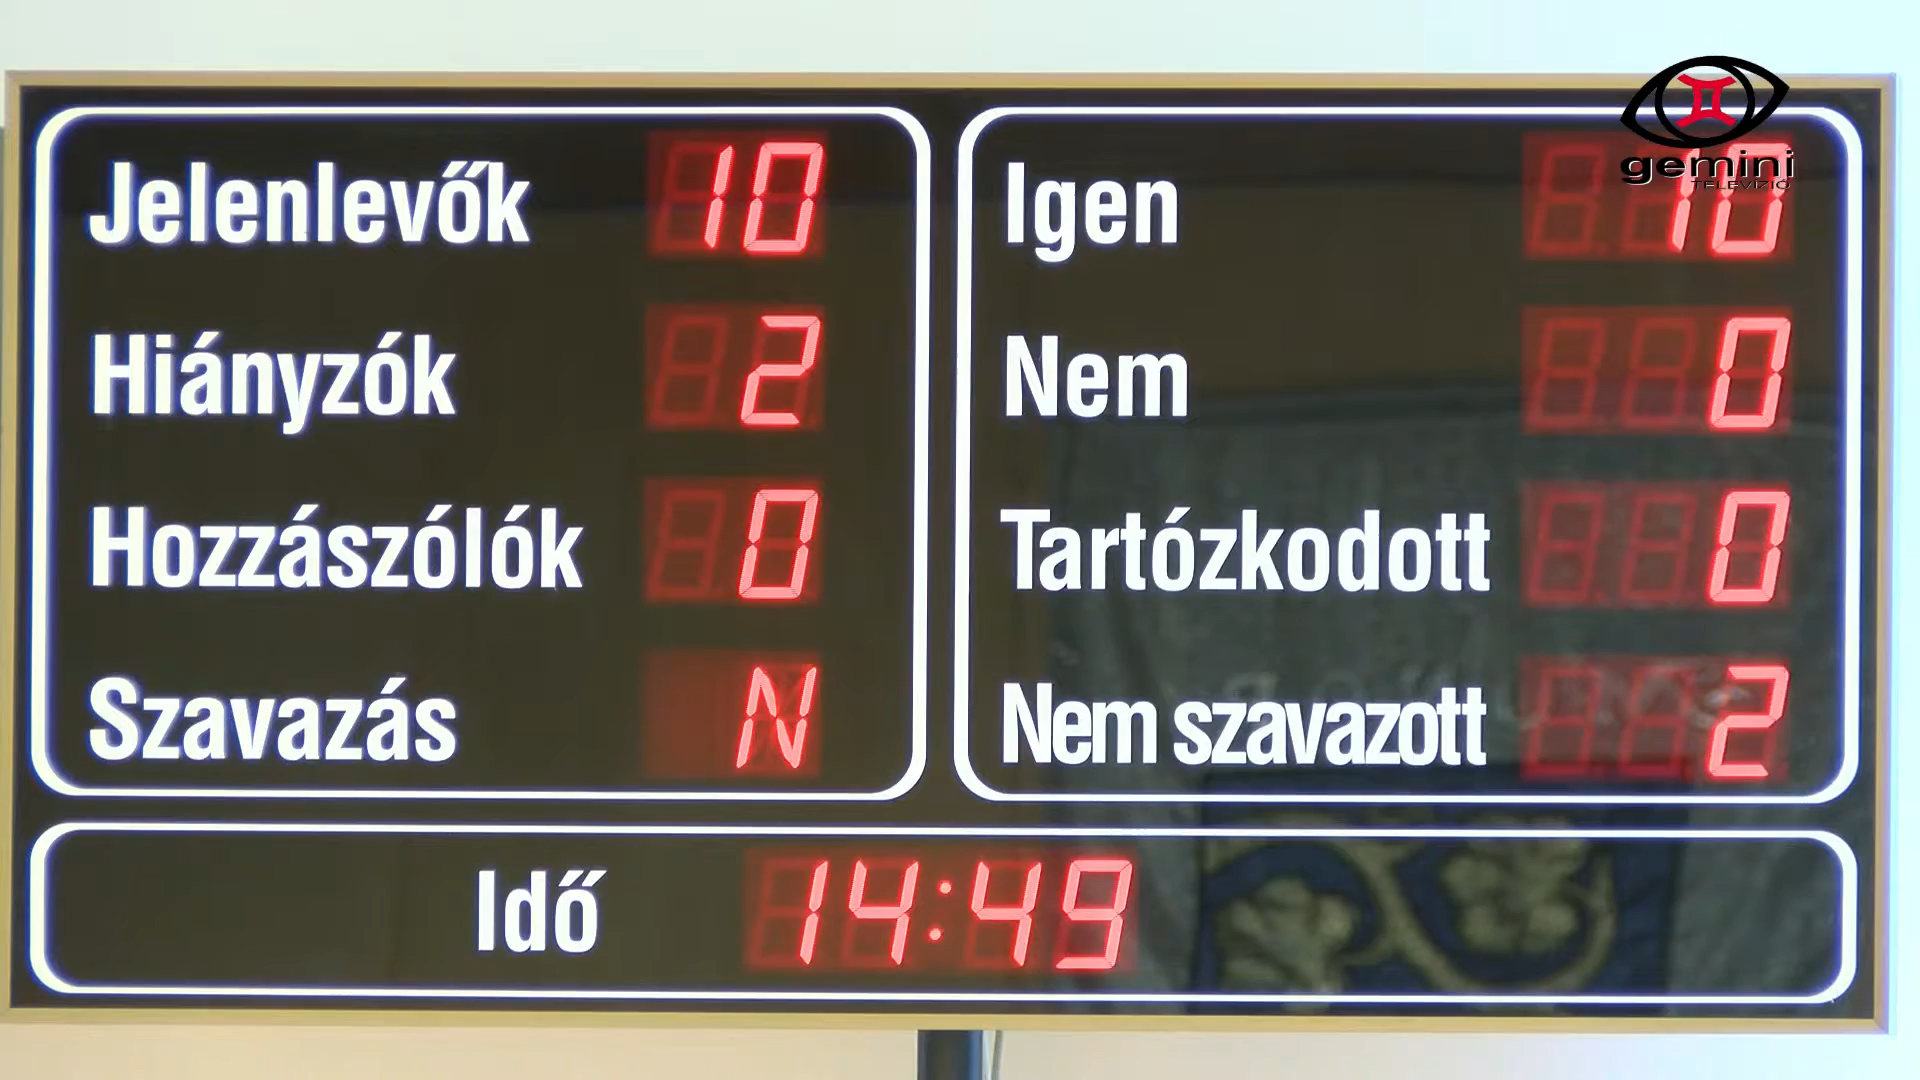 Jelenlevők 10
Hiányzók 2
Hozzászólók 0
Szavazás N
Igen 10
Nem 0
Tartózkodott 0
Nem szavazott 2
Idő 14:49
gemini
TELEVÍZIÓ